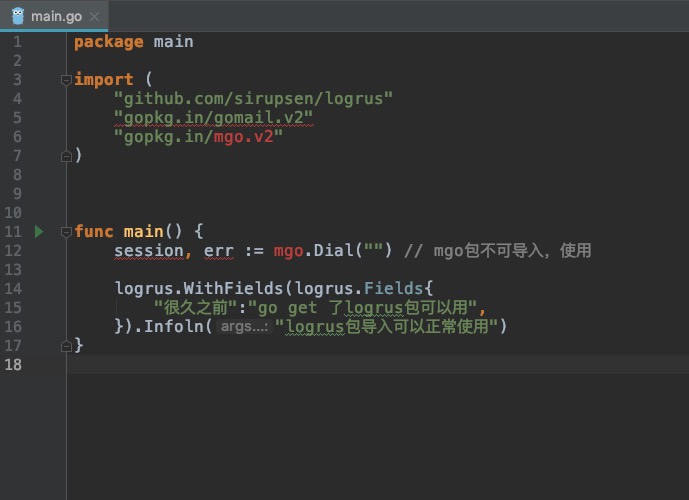 main.go
1 package main
2
3 import (
4 "github.com/sirupsen/logrus"
5 "gopkg.in/gomail.v2"
6 "gopkg.in/mgo.v2"
7 )
8
9
10
11 func main() {
12 session, err := mgo.Dial("") // mgo包不可导入，使用
13
14 logrus.WithFields(logrus.Fields{
15 "很久之前":"go get 了logrus包可以用",
16 }).Infoln( args...: "logrus包导入可以正常使用")
17 }
18